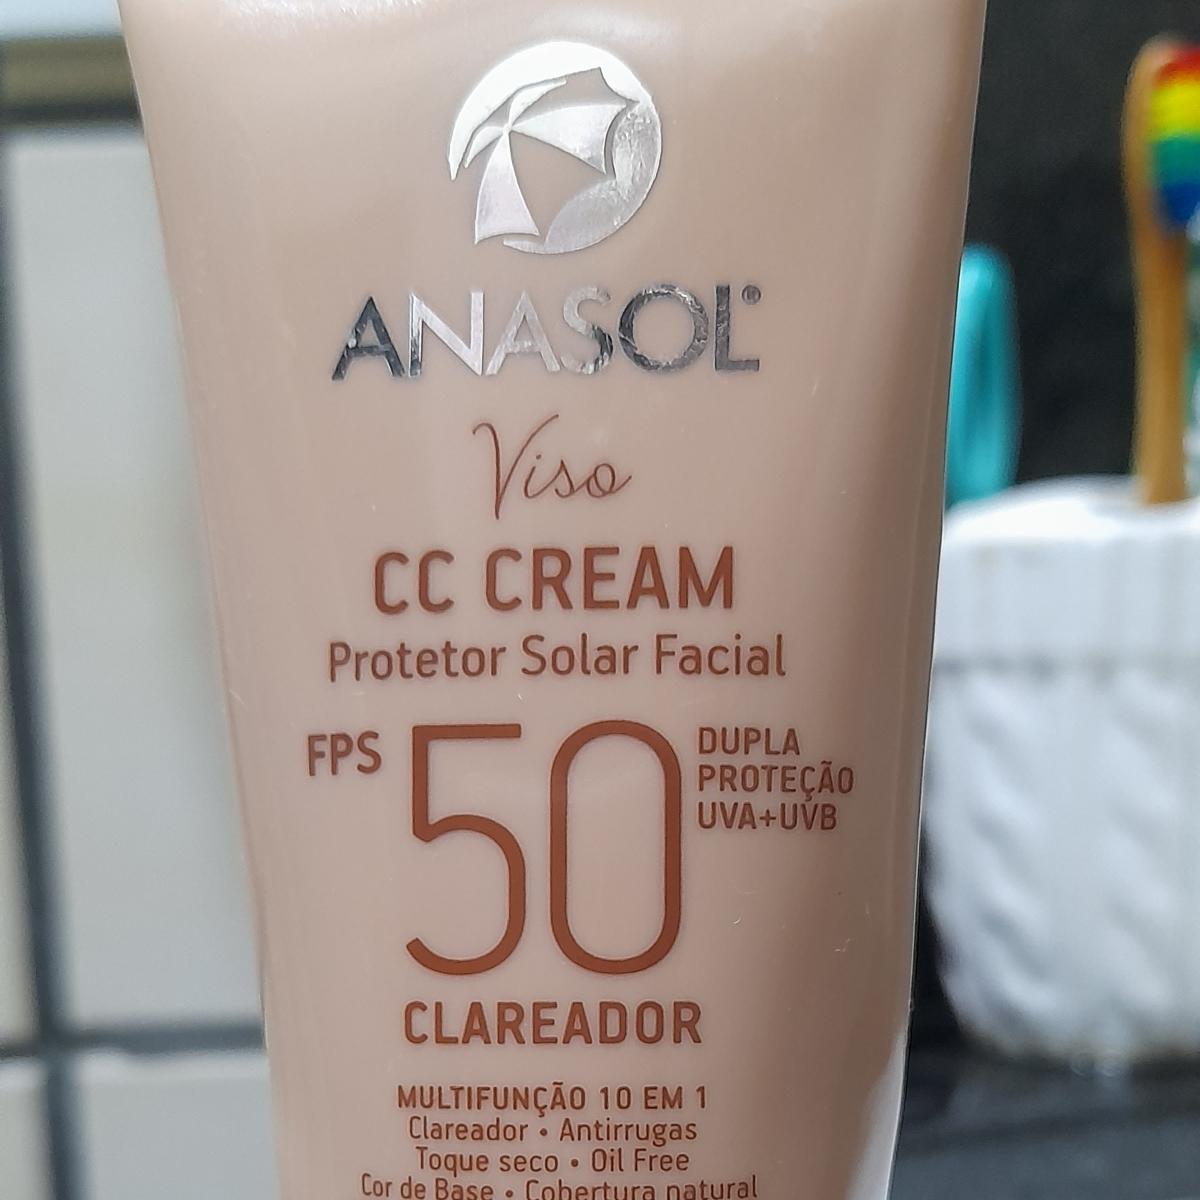 ANASOL®
Viso
CC CREAM
Protetor Solar Facial
FPS 50 DUPLA
PROTEÇÃO
UVA+UVB
CLAREADOR
MULTIFUNÇÃO 10 EM 1
Clareador • Antirrugas
Toque seco • Oil Free
Cor de Base • Cobertura natural